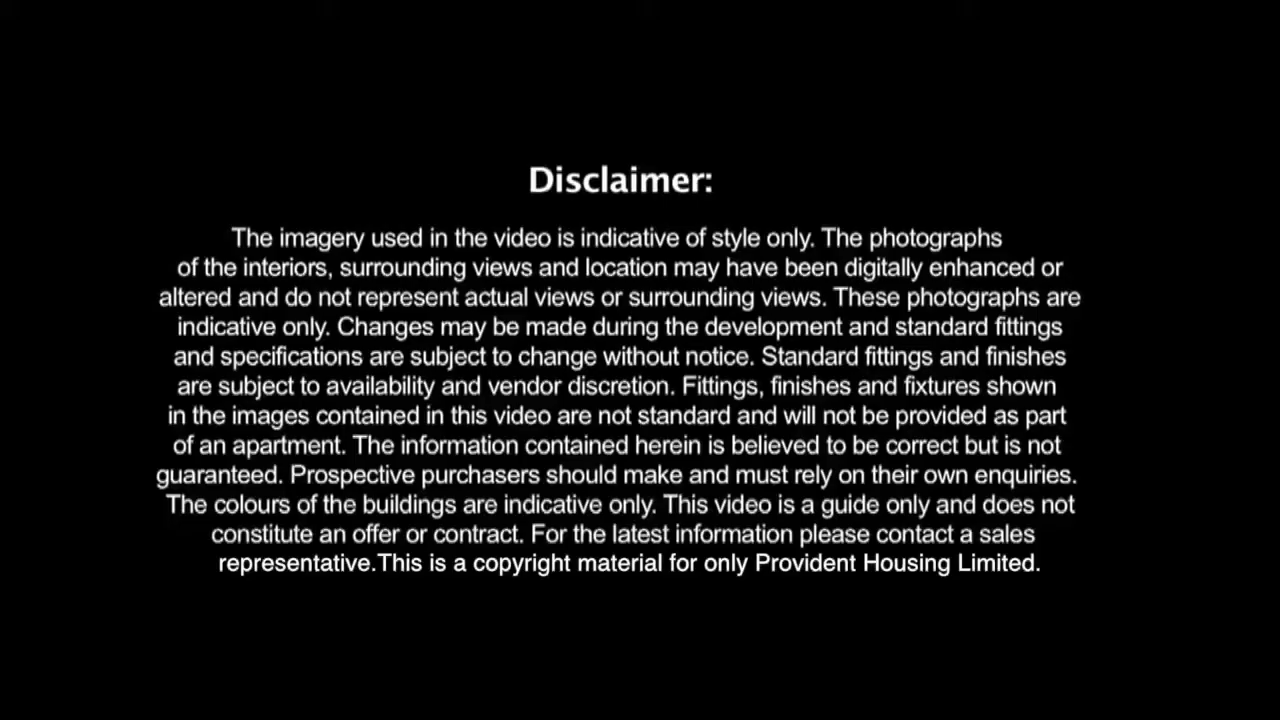 Disclaimer:
The imagery used in the video is indicative of style only. The photographs
of the interiors, surrounding views and location may have been digitally enhanced or
altered and do not represent actual views or surrounding views. These photographs are
indicative only. Changes may be made during the development and standard fittings
and specifications are subject to change without notice. Standard fittings and finishes
are subject to availability and vendor discretion. Fittings, finishes and fixtures shown
in the images contained in this video are not standard and will not be provided as part
of an apartment. The information contained herein is believed to be correct but is not
guaranteed. Prospective purchasers should make and must rely on their own enquiries.
The colours of the buildings are indicative only. This video is a guide only and does not
constitute an offer or contract. For the latest information please contact a sales
representative.This is a copyright material for only Provident Housing Limited.